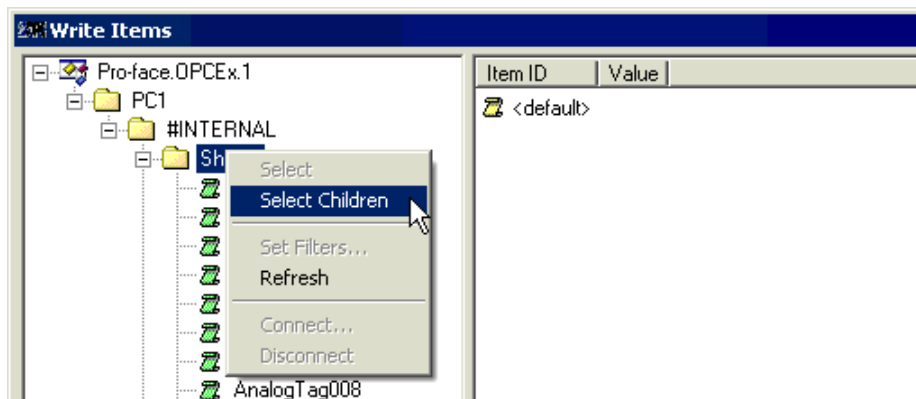 Write Items
Pro-face.OPCEx.1
PC1
#INTERNAL
Sh
Select
Select Children
Set Filters...
Refresh
Connect...
Disconnect
AnalogTag008
Item ID Value
<default>